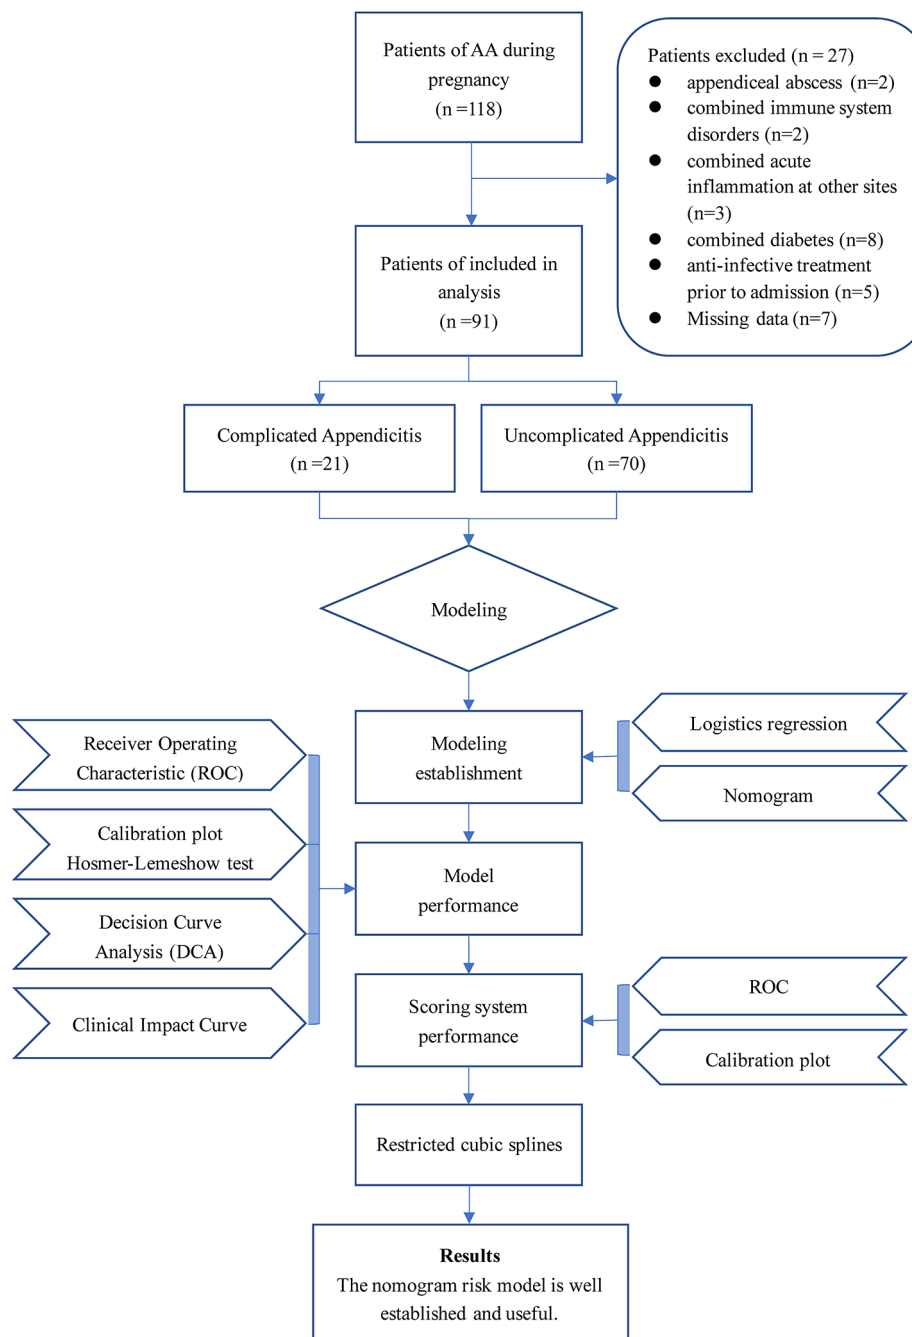 Patients of AA during
pregnancy
(n =118)
Patients excluded (n = 27)
● appendiceal abscess (n=2)
● combined immune system
disorders (n=2)
● combined acute
inflammation at other sites
(n=3)
● combined diabetes (n=8)
● anti-infective treatment
prior to admission (n=5)
● Missing data (n=7)
Patients of included in
analysis
(n =91)
Complicated Appendicitis
(n =21)
Uncomplicated Appendicitis
(n =70)
Modeling
Modeling
establishment
Logistics regression
Nomogram
Receiver Operating
Characteristic (ROC)
Calibration plot
Hosmer-Lemeshow test
Decision Curve
Analysis (DCA)
Clinical Impact Curve
Model
performance
Scoring system
performance
ROC
Calibration plot
Restricted cubic splines
Results
The nomogram risk model is well
established and useful.